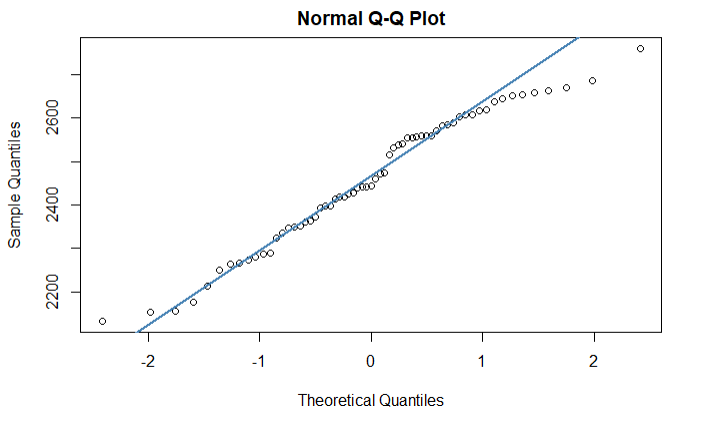 Normal Q-Q Plot
Sample Quantiles
2600
2400
2200
-2 -1 0 1 2
Theoretical Quantiles